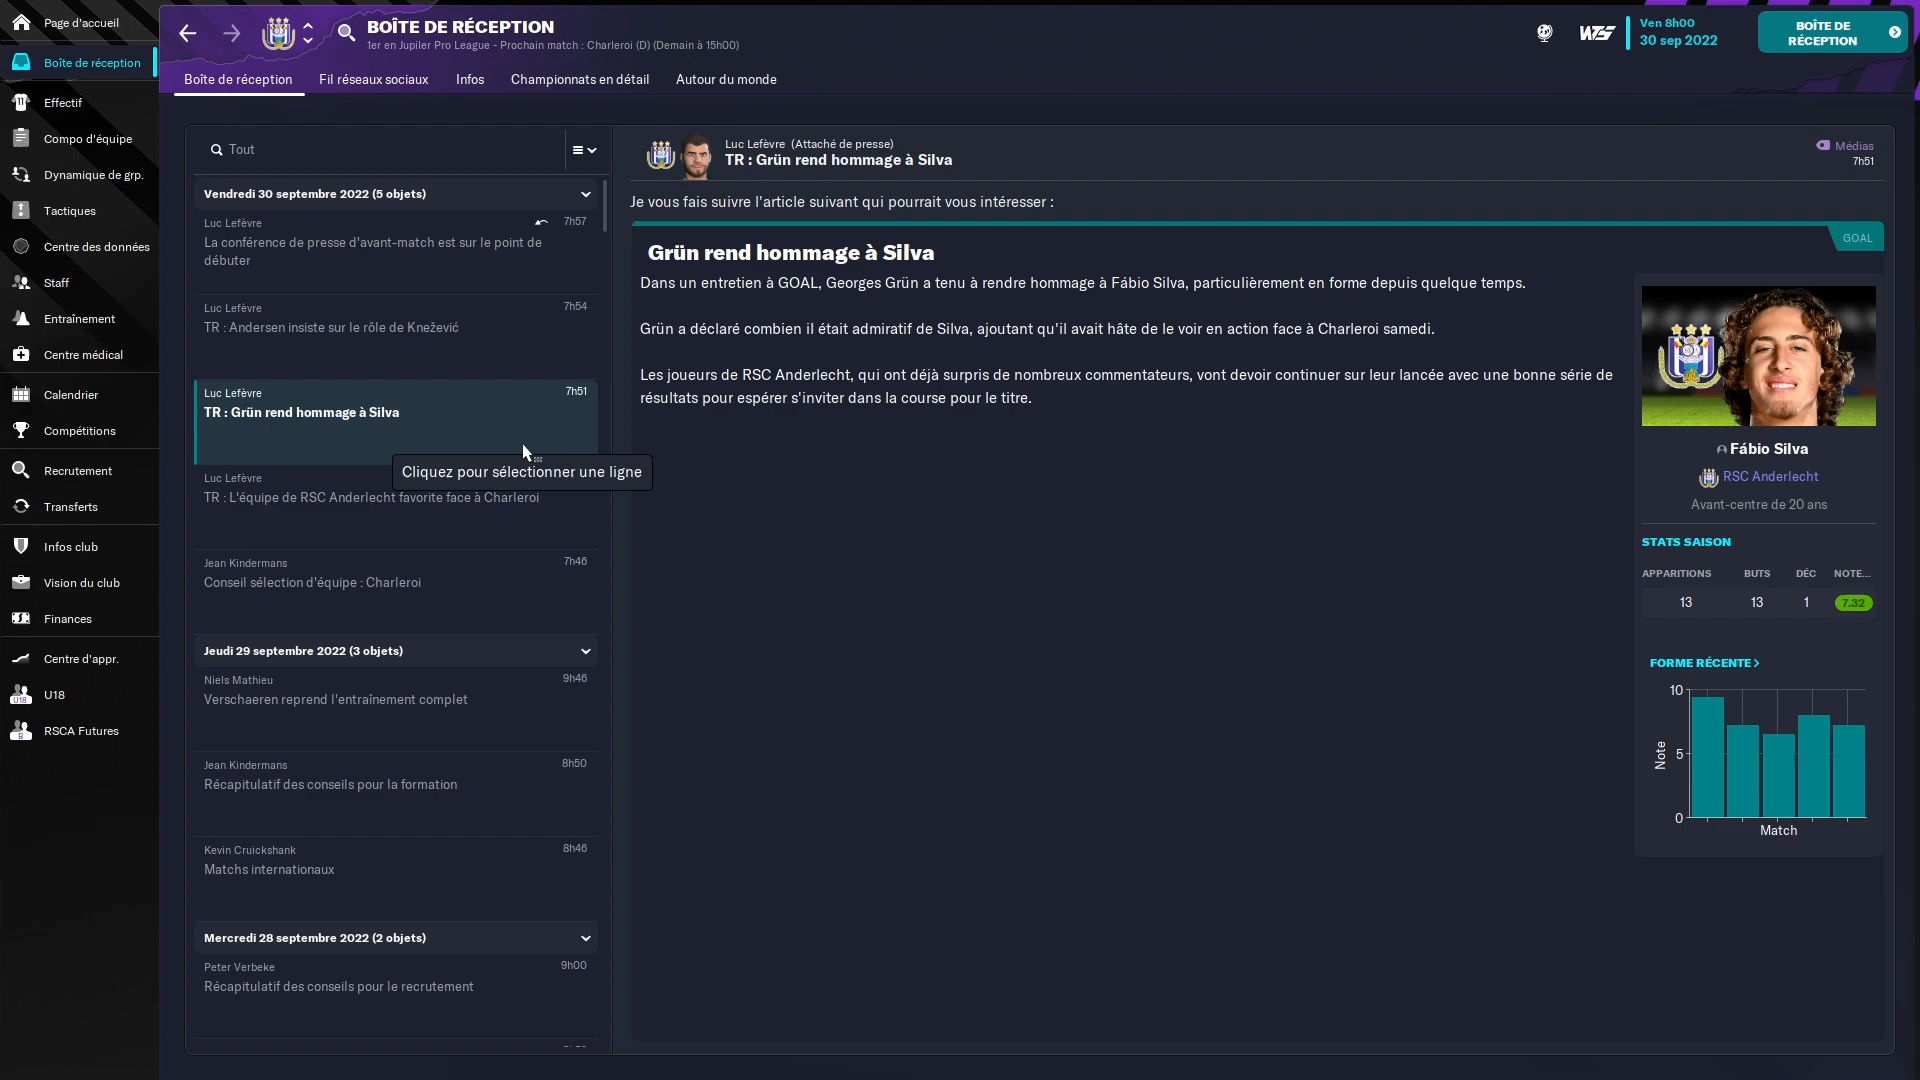 Page d'accueil
Boîte de réception
Effectif
Compo d'équipe
Dynamique de grp.
Tactiques
Centre des données
Staff
Entraînement
Centre médical
Calendrier
Compétitions
Recrutement
Transferts
Infos club
Vision du club
Finances
Centre d'appr.
U18
U18
B
RSCA Futures
BOÎTE DE RÉCEPTION
1er en Jupiler Pro League - Prochain match : Charleroi (D) (Demain à 15h00)
WTS
Ven 8h00
30 sep 2022
BOÎTE DE
RÉCEPTION
Boîte de réception Fil réseaux sociaux Infos Championnats en détail Autour du monde
Tout
Vendredi 30 septembre 2022 (5 objets)
Luc Lefèvre 7h57
La conférence de presse d'avant-match est sur le point de
débuter
Luc Lefèvre 7h54
TR : Andersen insiste sur le rôle de Knežević
Luc Lefèvre 7h51
TR : Grün rend hommage à Silva
Cliquez pour sélectionner une ligne
Luc Lefèvre
TR : L'équipe de RSC Anderlecht favorite face à Charleroi
Jean Kindermans 7h46
Conseil sélection d'équipe : Charleroi
Jeudi 29 septembre 2022 (3 objets)
Niels Mathieu 9h46
Verschaeren reprend l'entraînement complet
Jean Kindermans 8h50
Récapitulatif des conseils pour la formation
Kevin Cruickshank 8h46
Matchs internationaux
Mercredi 28 septembre 2022 (2 objets)
Peter Verbeke 9h00
Récapitulatif des conseils pour le recrutement
Luc Lefèvre (Attaché de presse)
TR : Grün rend hommage à Silva
Médias
7h51
Je vous fais suivre l'article suivant qui pourrait vous intéresser :
GOAL
Grün rend hommage à Silva
Dans un entretien à GOAL, Georges Grün a tenu à rendre hommage à Fábio Silva, particulièrement en forme depuis quelque temps.
Grün a déclaré combien il était admiratif de Silva, ajoutant qu'il avait hâte de le voir en action face à Charleroi samedi.
Les joueurs de RSC Anderlecht, qui ont déjà surpris de nombreux commentateurs, vont devoir continuer sur leur lancée avec une bonne série de
résultats pour espérer s'inviter dans la course pour le titre.
Fábio Silva
RSC Anderlecht
Avant-centre de 20 ans
STATS SAISON
APPARITIONS BUTS DÉC NOTE...
13 13 1 7.32
FORME RÉCENTE
10
5
0
Note
Match